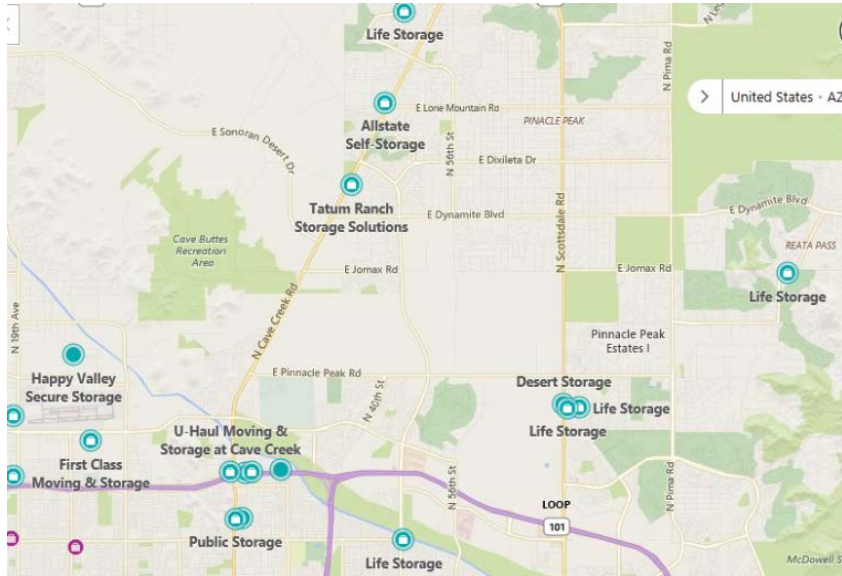 Life Storage
N Pima Rd
United States · AZ
E Lone Mountain Rd
PINACLE PEAK
Allstate
Self-Storage
E Sonoran Desert Dr
N 56th St
E Dixileta Dr
Tatum Ranch
Storage Solutions
E Dynamite Blvd
E Dynamite Blvd
N Scottsdale Rd
Cave Buttes
Recreation
Area
REATA PASS
E Jomax Rd
E Jomax Rd
Life Storage
N 19th Ave
N Cave Creek Rd
Pinnacle Peak
Estates I
Happy Valley
Secure Storage
E Pinnacle Peak Rd
N 40th St
Desert Storage
Life Storage
Life Storage
U-Haul Moving &
Storage at Cave Creek
First Class
Moving & Storage
N 56th St
N Pima Rd
LOOP
101
Public Storage
Life Storage
McDowell S